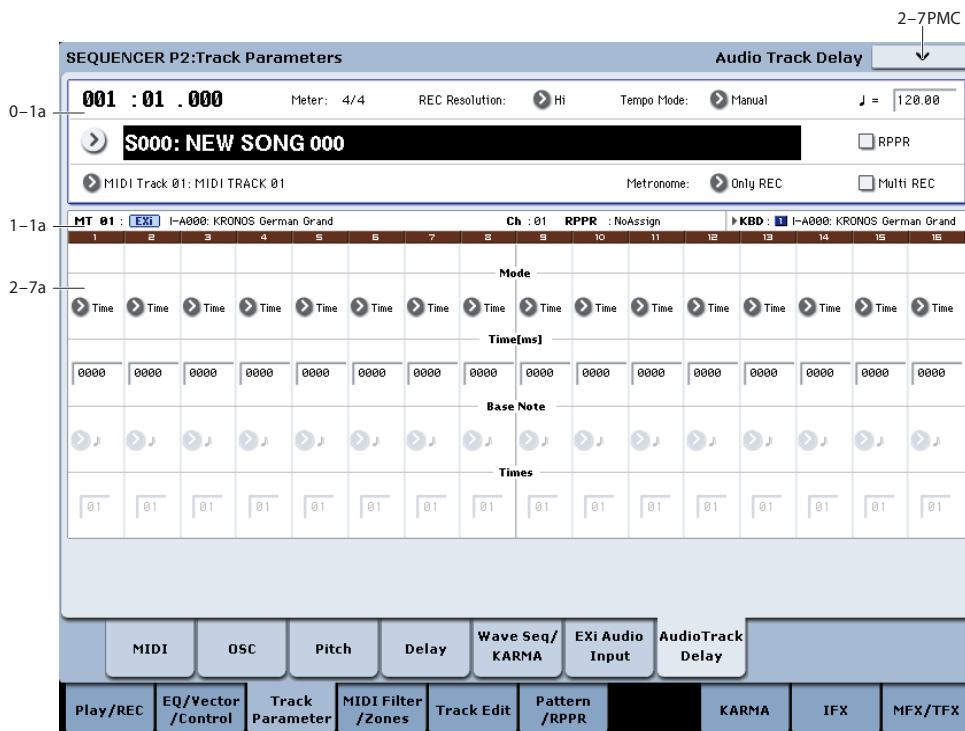 2–7PMC
SEQUENCER P2:Track Parameters Audio Track Delay
0–1a
001 :01 .000 Meter: 4/4 REC Resolution: Hi Tempo Mode: Manual ♩ = 120.00
S000: NEW SONG 000 RPPR
MIDI Track 01: MIDI TRACK 01 Metronome: Only REC Multi REC
1–1a
MT 01 : EXi I-A000: KRONOS German Grand Ch :01 RPPR : NoAssign KBD : 1 I-A000: KRONOS German Grand
1 2 3 4 5 6 7 8 9 10 11 12 13 14 15 16
2–7a
Mode
Time Time Time Time Time Time Time Time Time Time Time Time Time Time Time Time
Time[ms]
0000 0000 0000 0000 0000 0000 0000 0000 0000 0000 0000 0000 0000 0000 0000 0000
Base Note
♪ ♪ ♪ ♪ ♪ ♪ ♪ ♪ ♪ ♪ ♪ ♪ ♪ ♪ ♪ ♪
Times
01 01 01 01 01 01 01 01 01 01 01 01 01 01 01 01
MIDI OSC Pitch Delay Wave Seq/ KARMA EXi Audio Input AudioTrack Delay
Play/REC EQ/Vector /Control Track Parameter MIDI Filter /Zones Track Edit Pattern /RPPR KARMA IFX MFX/TFX